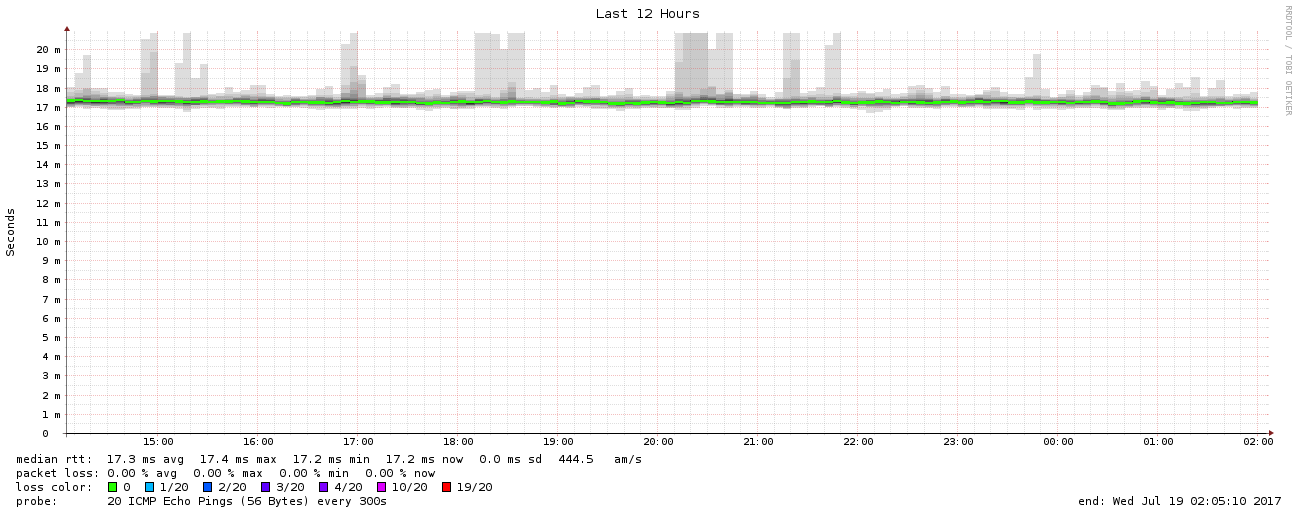 Last 12 Hours
RRDTOOL / TOBI OETIKER
Seconds
20 m
19 m
18 m
17 m
16 m
15 m
14 m
13 m
12 m
11 m
10 m
9 m
8 m
7 m
6 m
5 m
4 m
3 m
2 m
1 m
0
15:00 16:00 17:00 18:00 19:00 20:00 21:00 22:00 23:00 00:00 01:00 02:00
median rtt: 17.3 ms avg 17.4 ms max 17.2 ms min 17.2 ms now 0.0 ms sd 444.5 am/s
packet loss: 0.00 % avg 0.00 % max 0.00 % min 0.00 % now
loss color: 0 1/20 2/20 3/20 4/20 10/20 19/20
probe: 20 ICMP Echo Pings (56 Bytes) every 300s end: Wed Jul 19 02:05:10 2017